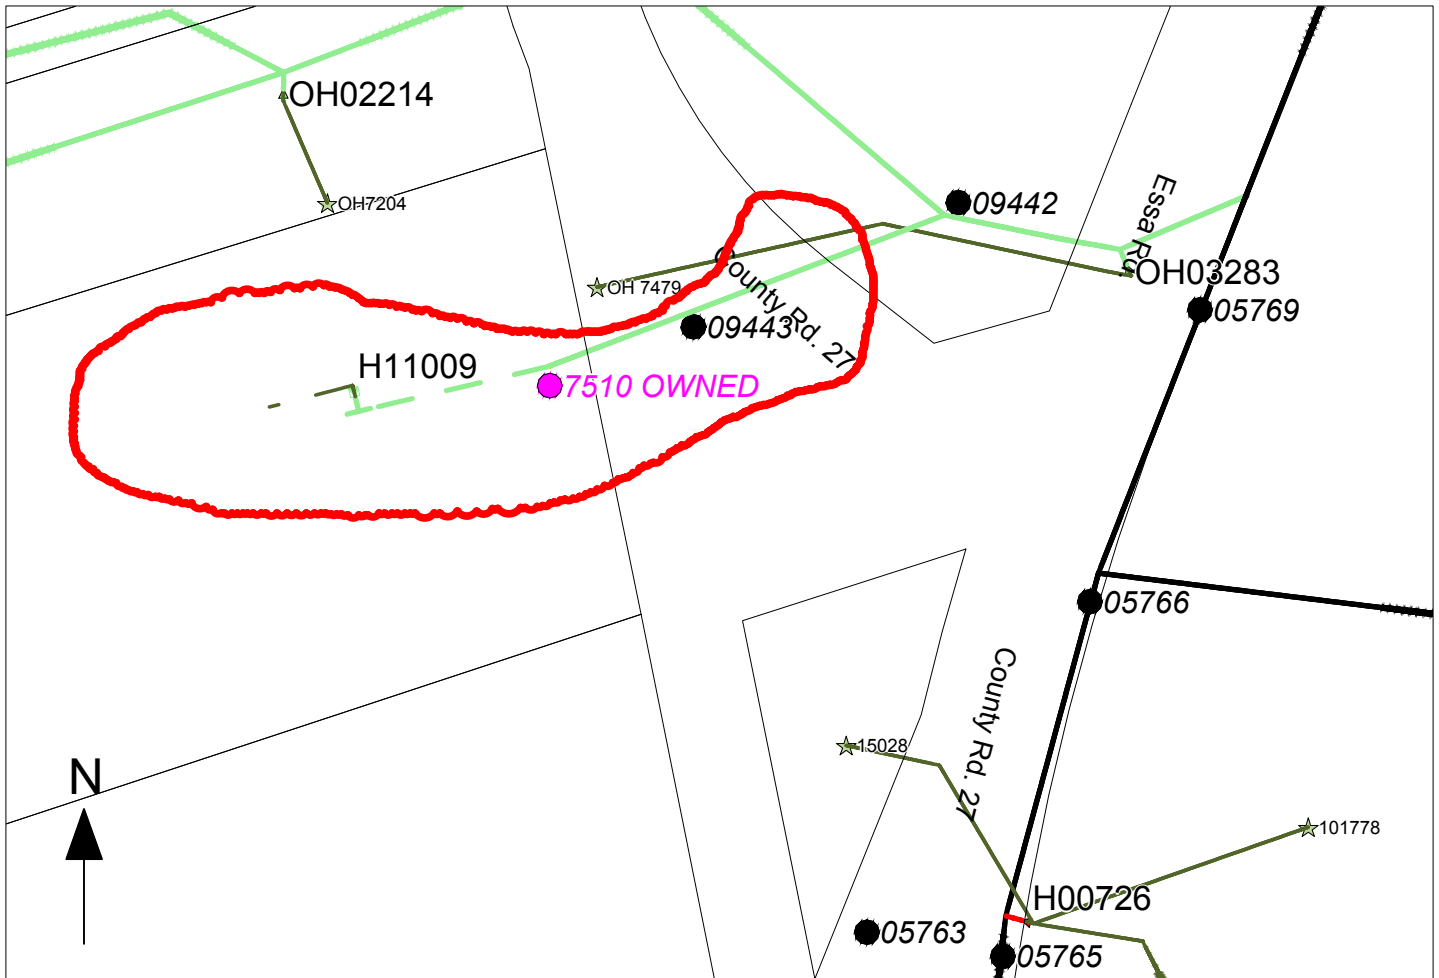 OH02214
OH7204
09442
Essa Rd.
OH03283
County Rd. 27
OH 7479
05769
09443
H11009
7510 OWNED
05766
County Rd. 27
15028
N
101778
H00726
05763
05765